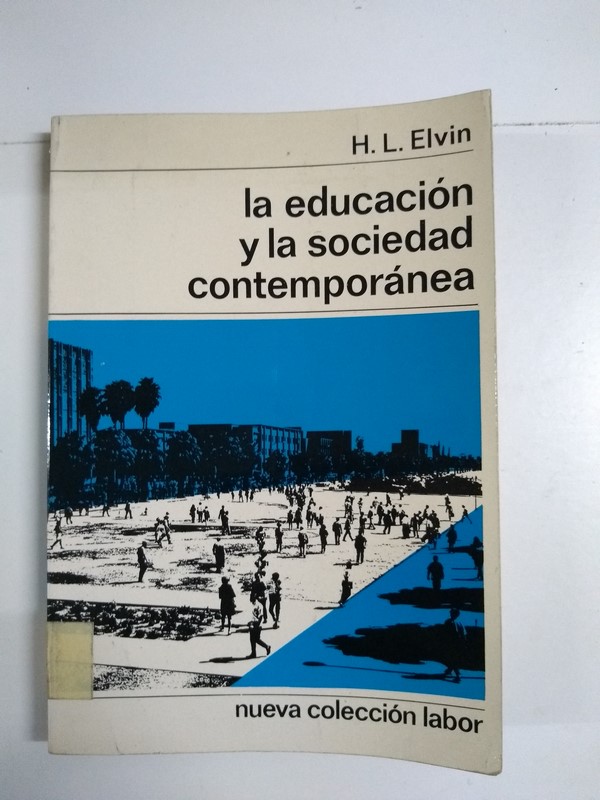 H. L. Elvin
la educación
y la sociedad
contemporánea
nueva colección labor